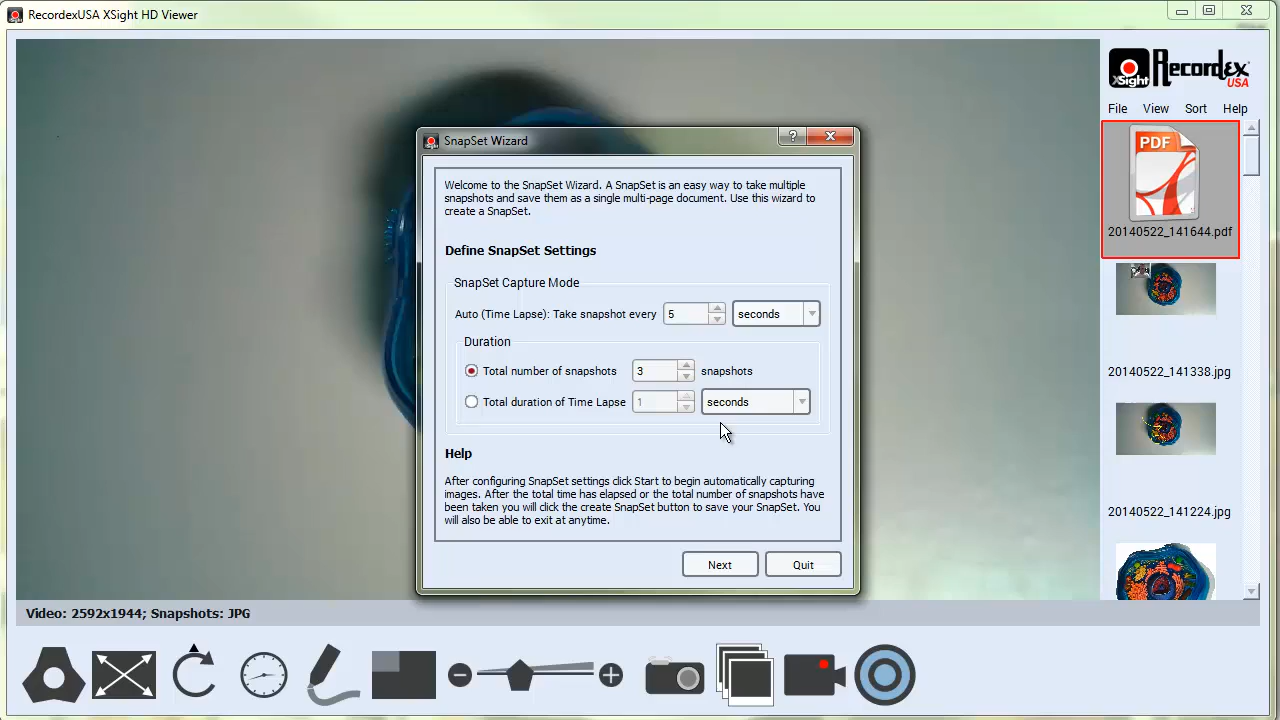 RecordexUSA XSight HD Viewer
XSight Recordex USA
File View Sort Help
PDF
20140522_141644.pdf
20140522_141338.jpg
20140522_141224.jpg
SnapSet Wizard
?
Welcome to the SnapSet Wizard. A SnapSet is an easy way to take multiple
snapshots and save them as a single multi-page document. Use this wizard to
create a SnapSet.
Define SnapSet Settings
SnapSet Capture Mode
Auto (Time Lapse): Take snapshot every 5 seconds
Duration
Total number of snapshots 3 snapshots
Total duration of Time Lapse 1 seconds
Help
After configuring SnapSet settings click Start to begin automatically capturing
images. After the total time has elapsed or the total number of snapshots have
been taken you will click the create SnapSet button to save your SnapSet. You
will also be able to exit at anytime.
Next Quit
Video: 2592x1944; Snapshots: JPG